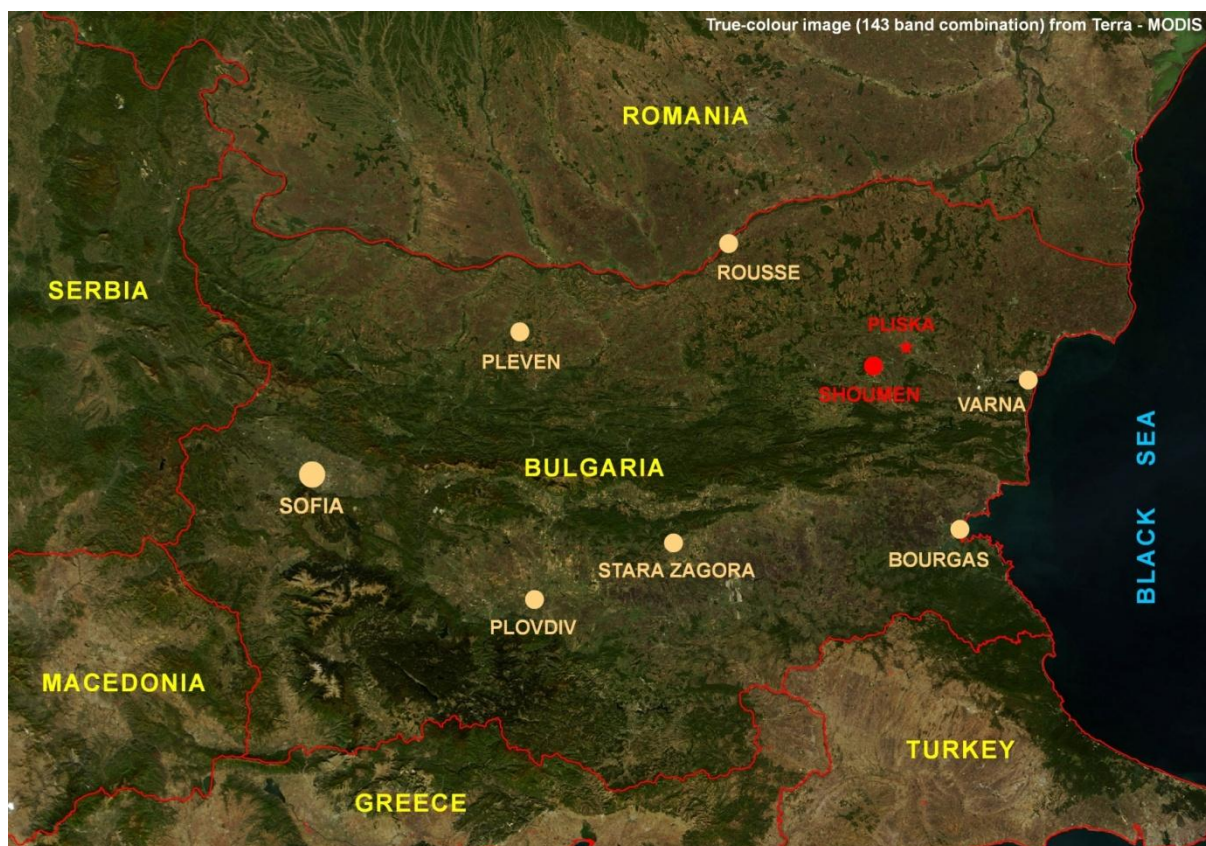 True-colour image (143 band combination) from Terra - MODIS
ROMANIA
ROUSSE
SERBIA
PLISKA
PLEVEN
SHOUMEN
VARNA
BULGARIA
SOFIA
BLACK SEA
BOURGAS
STARA ZAGORA
PLOVDIV
MACEDONIA
TURKEY
GREECE